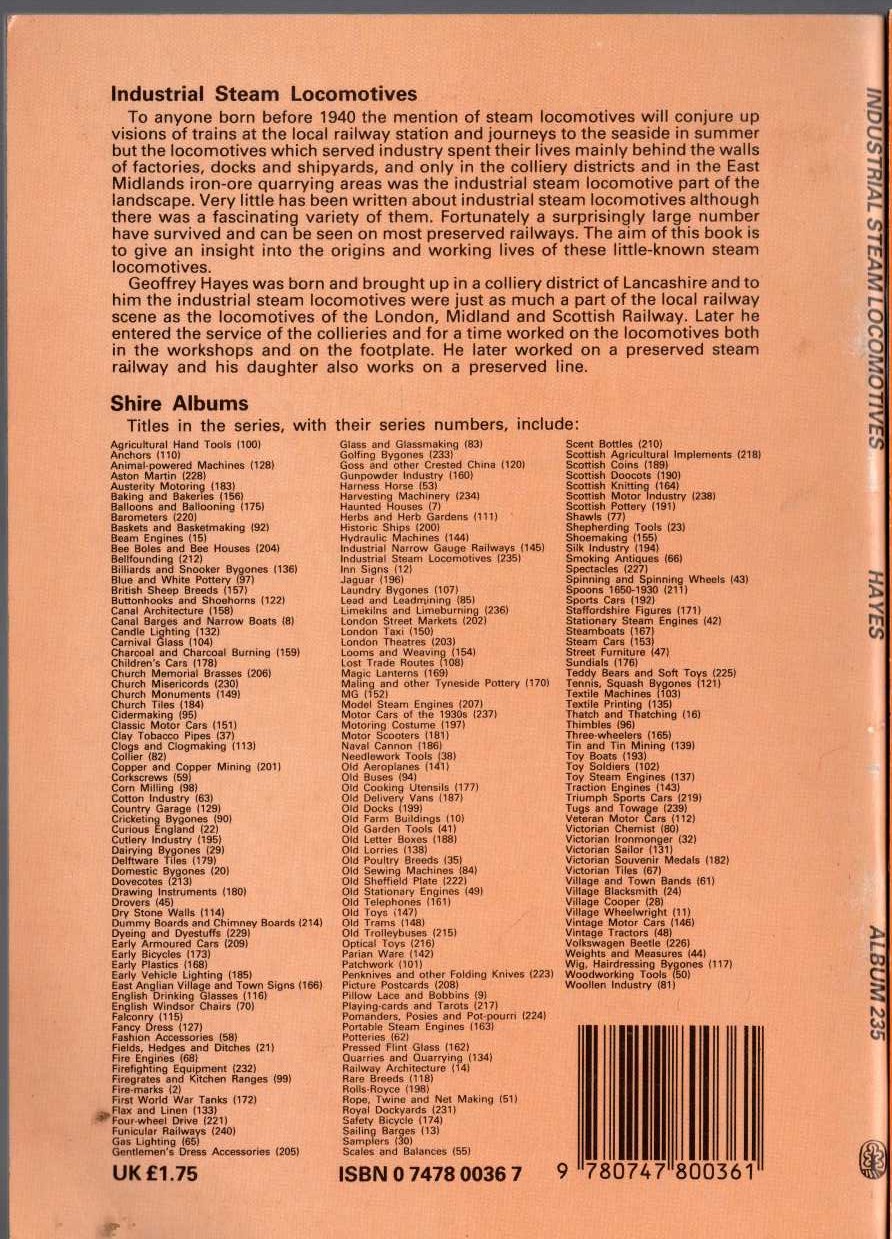 Industrial Steam Locomotives
To anyone born before 1940 the mention of steam locomotives will conjure up
visions of trains at the local railway station and journeys to the seaside in summer
but the locomotives which served industry spent their lives mainly behind the walls
of factories, docks and shipyards, and only in the colliery districts and in the East
Midlands iron-ore quarrying areas was the industrial steam locomotive part of the
landscape. Very little has been written about industrial steam locomotives although
there was a fascinating variety of them. Fortunately a surprisingly large number
have survived and can be seen on most preserved railways. The aim of this book is
to give an insight into the origins and working lives of these little-known steam
locomotives.
Geoffrey Hayes was born and brought up in a colliery district of Lancashire and to
him the industrial steam locomotives were just as much a part of the local railway
scene as the locomotives of the London, Midland and Scottish Railway. Later he
entered the service of the collieries and for a time worked on the locomotives both
in the workshops and on the footplate. He later worked on a preserved steam
railway and his daughter also works on a preserved line.
Shire Albums
Titles in the series, with their series numbers, include:
Agricultural Hand Tools (100)
Anchors (110)
Animal-powered Machines (128)
Aston Martin (228)
Austerity Motoring (183)
Baking and Bakeries (156)
Balloons and Ballooning (175)
Barometers (220)
Baskets and Basketmaking (92)
Beam Engines (15)
Bee Boles and Bee Houses (204)
Bellfounding (212)
Billiards and Snooker Bygones (136)
Blue and White Pottery (97)
British Sheep Breeds (157)
Buttonhooks and Shoehorns (122)
Canal Architecture (158)
Canal Barges and Narrow Boats (8)
Candle Lighting (132)
Carnival Glass (104)
Charcoal and Charcoal Burning (159)
Children's Cars (178)
Church Memorial Brasses (206)
Church Misericords (230)
Church Monuments (149)
Church Tiles (184)
Cidermaking (95)
Classic Motor Cars (151)
Clay Tobacco Pipes (37)
Clogs and Clogmaking (113)
Collier (82)
Copper and Copper Mining (201)
Corkscrews (59)
Corn Milling (98)
Cotton Industry (63)
Country Garage (129)
Cricketing Bygones (90)
Curious England (22)
Cutlery Industry (195)
Dairying Bygones (29)
Delftware Tiles (179)
Domestic Bygones (20)
Dovecotes (213)
Drawing Instruments (180)
Drovers (45)
Dry Stone Walls (114)
Dummy Boards and Chimney Boards (214)
Dyeing and Dyestuffs (229)
Early Armoured Cars (209)
Early Bicycles (173)
Early Plastics (168)
Early Vehicle Lighting (185)
East Anglian Village and Town Signs (166)
English Drinking Glasses (116)
English Windsor Chairs (70)
Falconry (115)
Fancy Dress (127)
Fashion Accessories (58)
Fields, Hedges and Ditches (21)
Fire Engines (68)
Firefighting Equipment (232)
Firegrates and Kitchen Ranges (99)
Fire-marks (2)
First World War Tanks (172)
Flax and Linen (133)
Four-wheel Drive (221)
Funicular Railways (240)
Gas Lighting (65)
Gentlemen's Dress Accessories (205)
Glass and Glassmaking (83)
Golfing Bygones (233)
Goss and other Crested China (120)
Gunpowder Industry (160)
Harness Horse (53)
Harvesting Machinery (234)
Haunted Houses (7)
Herbs and Herb Gardens (111)
Historic Ships (200)
Hydraulic Machines (144)
Industrial Narrow Gauge Railways (145)
Industrial Steam Locomotives (235)
Inn Signs (12)
Jaguar (196)
Laundry Bygones (107)
Lead and Leadmining (85)
Limekilns and Limeburning (236)
London Street Markets (202)
London Taxi (150)
London Theatres (203)
Looms and Weaving (154)
Lost Trade Routes (108)
Magic Lanterns (169)
Maling and other Tyneside Pottery (170)
MG (152)
Model Steam Engines (207)
Motor Cars of the 1930s (237)
Motoring Costume (197)
Motor Scooters (181)
Naval Cannon (186)
Needlework Tools (38)
Old Aeroplanes (141)
Old Buses (94)
Old Cooking Utensils (177)
Old Delivery Vans (187)
Old Docks (199)
Old Farm Buildings (10)
Old Garden Tools (41)
Old Letter Boxes (188)
Old Lorries (138)
Old Poultry Breeds (35)
Old Sewing Machines (84)
Old Sheffield Plate (222)
Old Stationary Engines (49)
Old Telephones (161)
Old Toys (147)
Old Trams (148)
Old Trolleybuses (215)
Optical Toys (216)
Parian Ware (142)
Patchwork (101)
Penknives and other Folding Knives (223)
Picture Postcards (208)
Pillow Lace and Bobbins (9)
Playing-cards and Tarots (217)
Pomanders, Posies and Pot-pourri (224)
Portable Steam Engines (163)
Potteries (62)
Pressed Flint Glass (162)
Quarries and Quarrying (134)
Railway Architecture (14)
Rare Breeds (118)
Rolls-Royce (198)
Rope, Twine and Net Making (51)
Royal Dockyards (231)
Safety Bicycle (174)
Sailing Barges (13)
Samplers (30)
Scales and Balances (55)
Scent Bottles (210)
Scottish Agricultural Implements (218)
Scottish Coins (189)
Scottish Doocots (190)
Scottish Knitting (164)
Scottish Motor Industry (238)
Scottish Pottery (191)
Shawls (77)
Shepherding Tools (23)
Shoemaking (155)
Silk Industry (194)
Smoking Antiques (66)
Spectacles (227)
Spinning and Spinning Wheels (43)
Spoons 1650-1930 (211)
Sports Cars (192)
Staffordshire Figures (171)
Stationary Steam Engines (42)
Steamboats (167)
Steam Cars (153)
Street Furniture (47)
Sundials (176)
Teddy Bears and Soft Toys (225)
Tennis, Squash Bygones (121)
Textile Machines (103)
Textile Printing (135)
Thatch and Thatching (16)
Thimbles (96)
Three-wheelers (165)
Tin and Tin Mining (139)
Toy Boats (193)
Toy Soldiers (102)
Toy Steam Engines (137)
Traction Engines (143)
Triumph Sports Cars (219)
Tugs and Towage (239)
Veteran Motor Cars (112)
Victorian Chemist (80)
Victorian Ironmonger (32)
Victorian Sailor (131)
Victorian Souvenir Medals (182)
Victorian Tiles (67)
Village and Town Bands (61)
Village Blacksmith (24)
Village Cooper (28)
Village Wheelwright (11)
Vintage Motor Cars (146)
Vintage Tractors (48)
Volkswagen Beetle (226)
Weights and Measures (44)
Wig, Hairdressing Bygones (117)
Woodworking Tools (50)
Woollen Industry (81)
UK £1.75
ISBN 0 7478 0036 7
9 780747 800361
INDUSTRIAL STEAM LOCOMOTIVES
HAYES
ALBUM 235